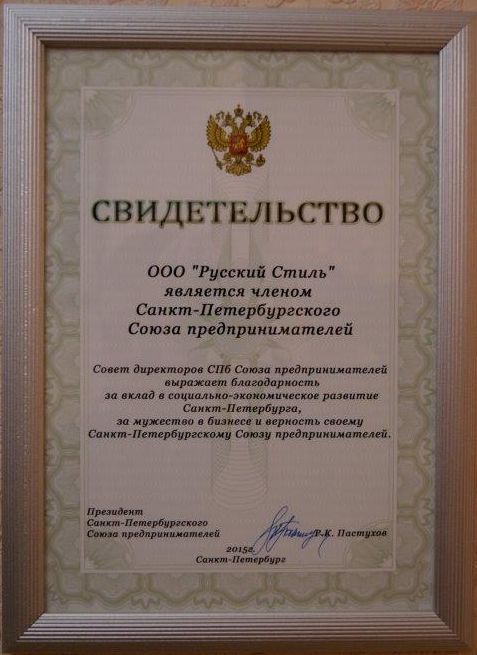 СВИДЕТЕЛЬСТВО
ООО "Русский Стиль"
является членом
Санкт-Петербургского
Союза предпринимателей
Совет директоров СПб Союза предпринимателей
выражает благодарность
за вклад в социально-экономическое развитие
Санкт-Петербурга,
за мужество в бизнесе и верность своему
Санкт-Петербургскому Союзу предпринимателей.
Президент
Санкт-Петербургского
Союза предпринимателей
Р.К. Пастухов
2015г.
Санкт-Петербург